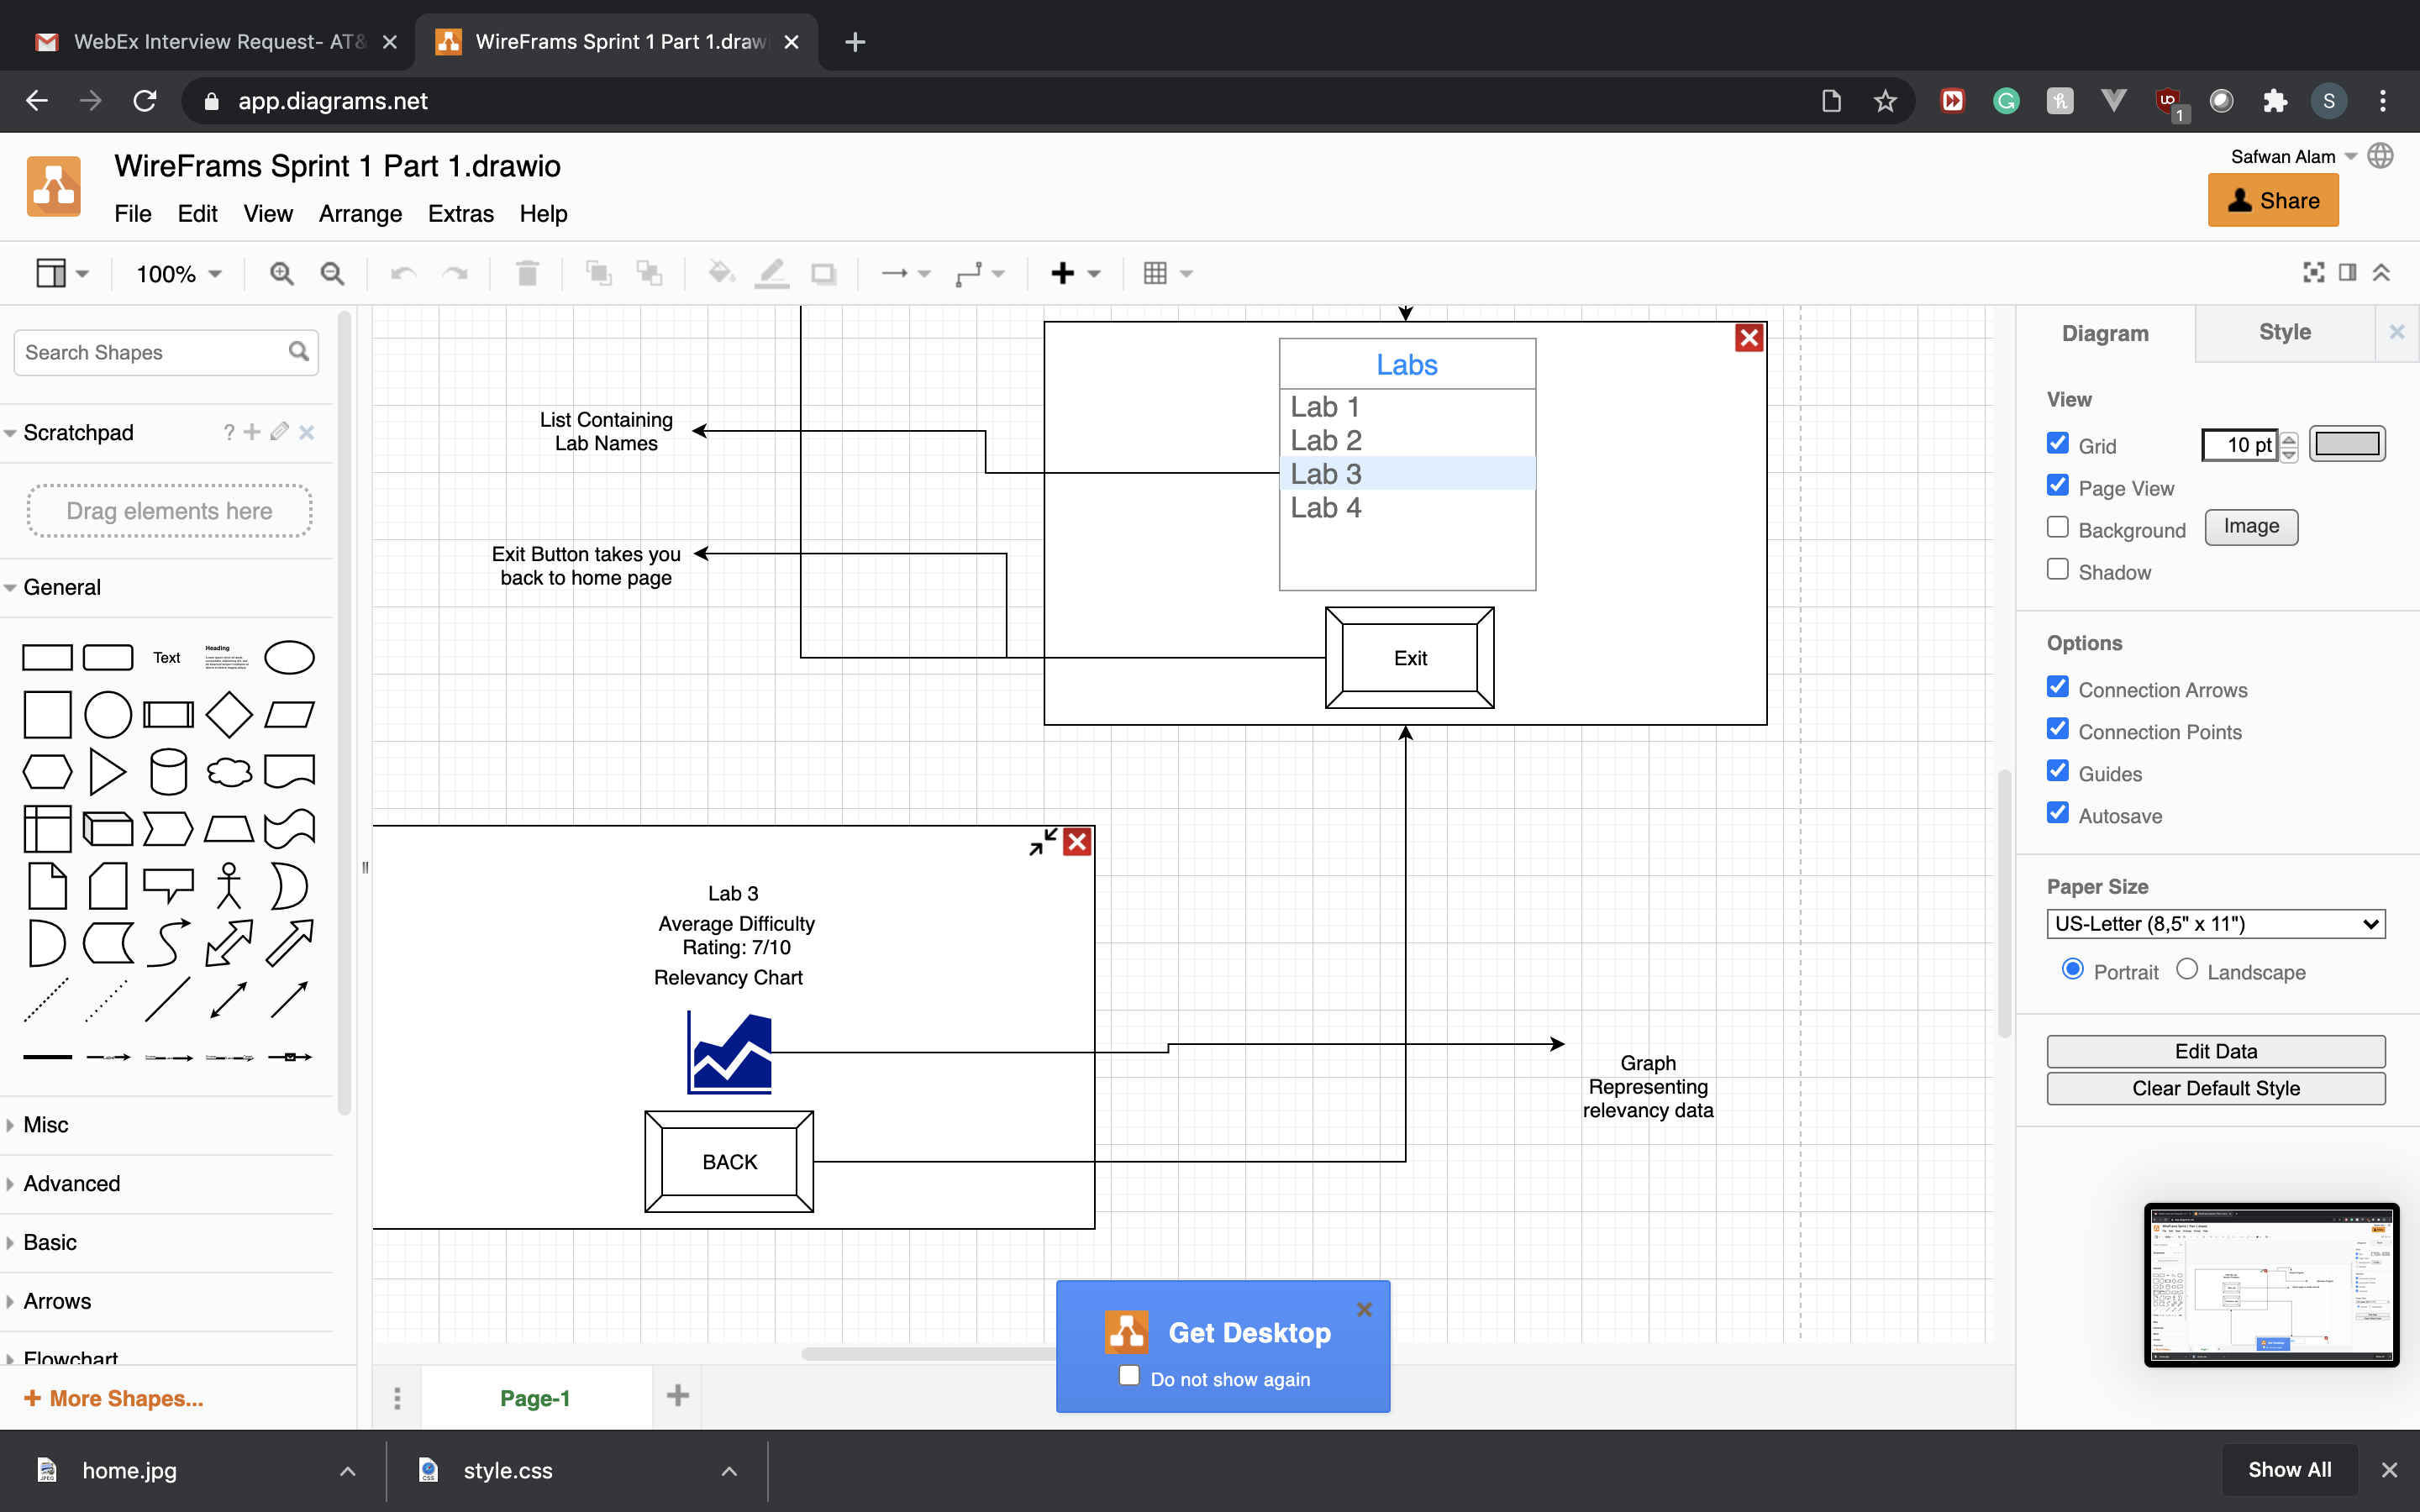 WebEx Interview Request- AT&
WireFrams Sprint 1 Part 1.draw
app.diagrams.net
1
S
WireFrams Sprint 1 Part 1.drawio
File Edit View Arrange Extras Help
Safwan Alam
Share
100%
Search Shapes
Scratchpad
?
Drag elements here
General
Text
Heading
Misc
Advanced
Basic
Arrows
Flowchart
+ More Shapes...
List Containing
Lab Names
Exit Button takes you
back to home page
Labs
Lab 1
Lab 2
Lab 3
Lab 4
Exit
Lab 3
Average Difficulty
Rating: 7/10
Relevancy Chart
BACK
Graph
Representing
relevancy data
Get Desktop
Do not show again
Page-1
Diagram
Style
View
Grid
10 pt
Page View
Background
Image
Shadow
Options
Connection Arrows
Connection Points
Guides
Autosave
Paper Size
US-Letter (8,5" x 11")
Portrait
Landscape
Edit Data
Clear Default Style
home.jpg
style.css
Show All